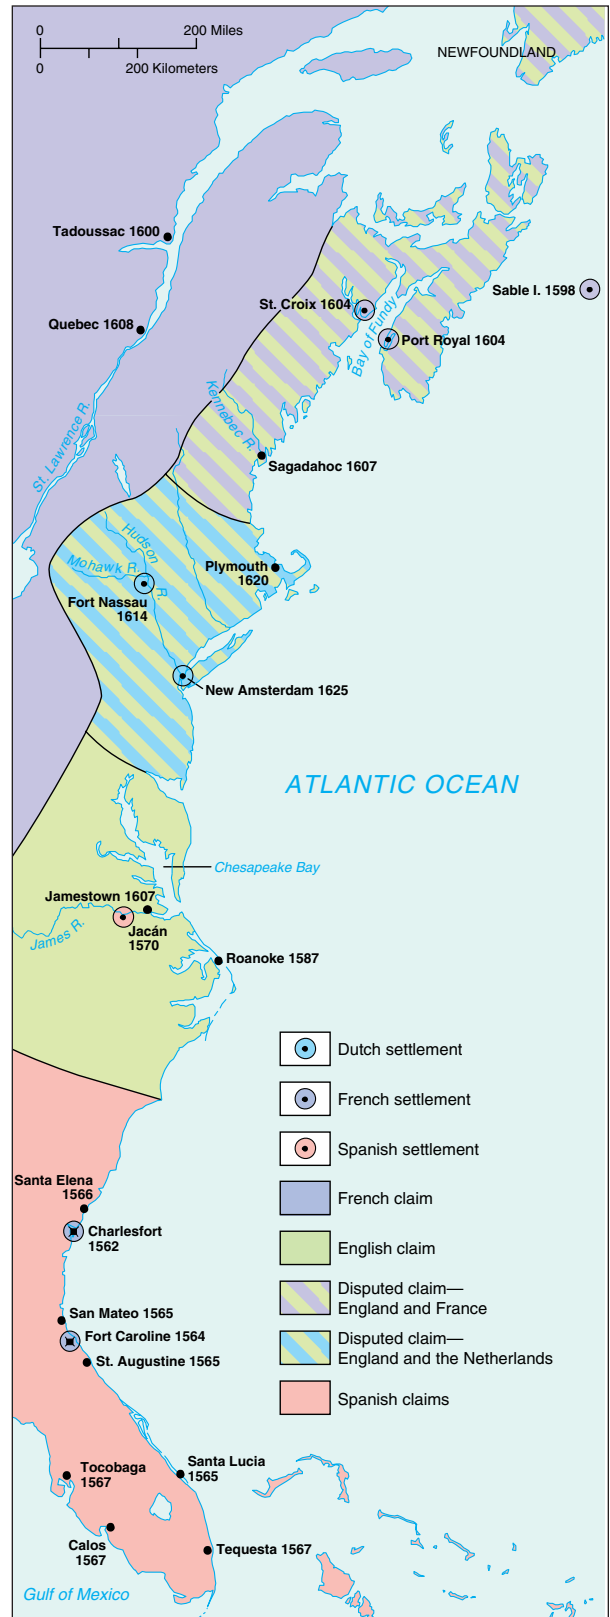 0 200 Miles
0 200 Kilometers
NEWFOUNDLAND
Tadoussac 1600
Sable I. 1598
St. Croix 1604
Quebec 1608
Bay of Fundy
Port Royal 1604
Kennebec R.
St. Lawrence R.
Sagadahoc 1607
Hudson
R.
Mohawk R.
Plymouth
1620
Fort Nassau
1614
New Amsterdam 1625
ATLANTIC OCEAN
Chesapeake Bay
Jamestown 1607
Jacán
1570
James R.
Roanoke 1587
Dutch settlement
French settlement
Spanish settlement
French claim
English claim
Disputed claim—
England and France
Disputed claim—
England and the Netherlands
Spanish claims
Santa Elena
1566
Charlesfort
1562
San Mateo 1565
Fort Caroline 1564
St. Augustine 1565
Tocobaga
1567
Santa Lucia
1565
Calos
1567
Tequesta 1567
Gulf of Mexico